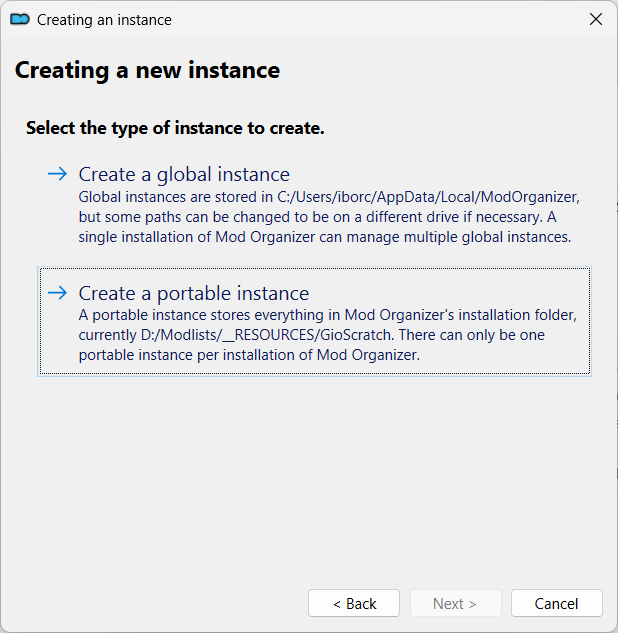 Creating an instance
Creating a new instance
Select the type of instance to create.
Create a global instance
Global instances are stored in C:/Users/iborc/AppData/Local/ModOrganizer,
but some paths can be changed to be on a different drive if necessary. A
single installation of Mod Organizer can manage multiple global instances.
Create a portable instance
A portable instance stores everything in Mod Organizer's installation folder,
currently D:/Modlists/__RESOURCES/GioScratch. There can only be one
portable instance per installation of Mod Organizer.
< Back
Next >
Cancel